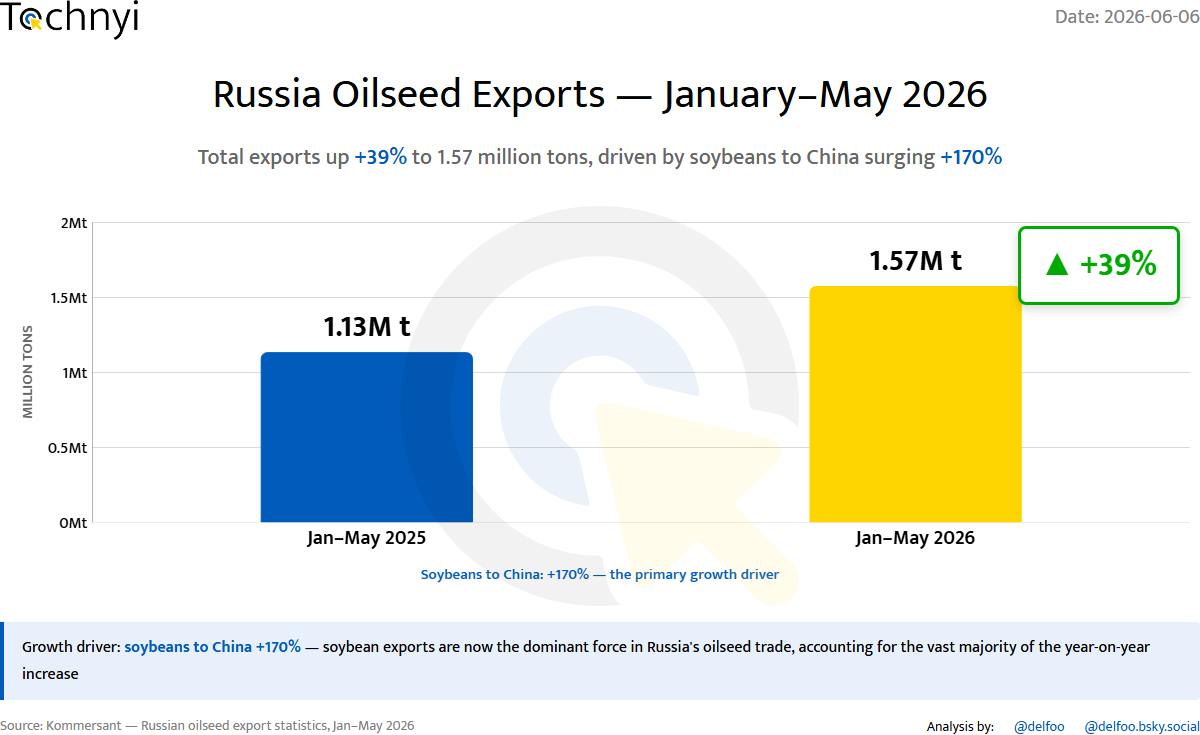 Tochnyi
Date: 2026-06-06
Russia Oilseed Exports — January–May 2026
Total exports up +39% to 1.57 million tons, driven by soybeans to China surging +170%
MILLION TONS
2Mt
1.5Mt
1Mt
0.5Mt
0Mt
1.13M t
1.57M t
▲ +39%
Jan–May 2025
Jan–May 2026
Soybeans to China: +170% — the primary growth driver
Growth driver: soybeans to China +170% — soybean exports are now the dominant force in Russia's oilseed trade, accounting for the vast majority of the year-on-year
increase
Source: Kommersant — Russian oilseed export statistics, Jan–May 2026
Analysis by: @delfoo @delfoo.bsky.social